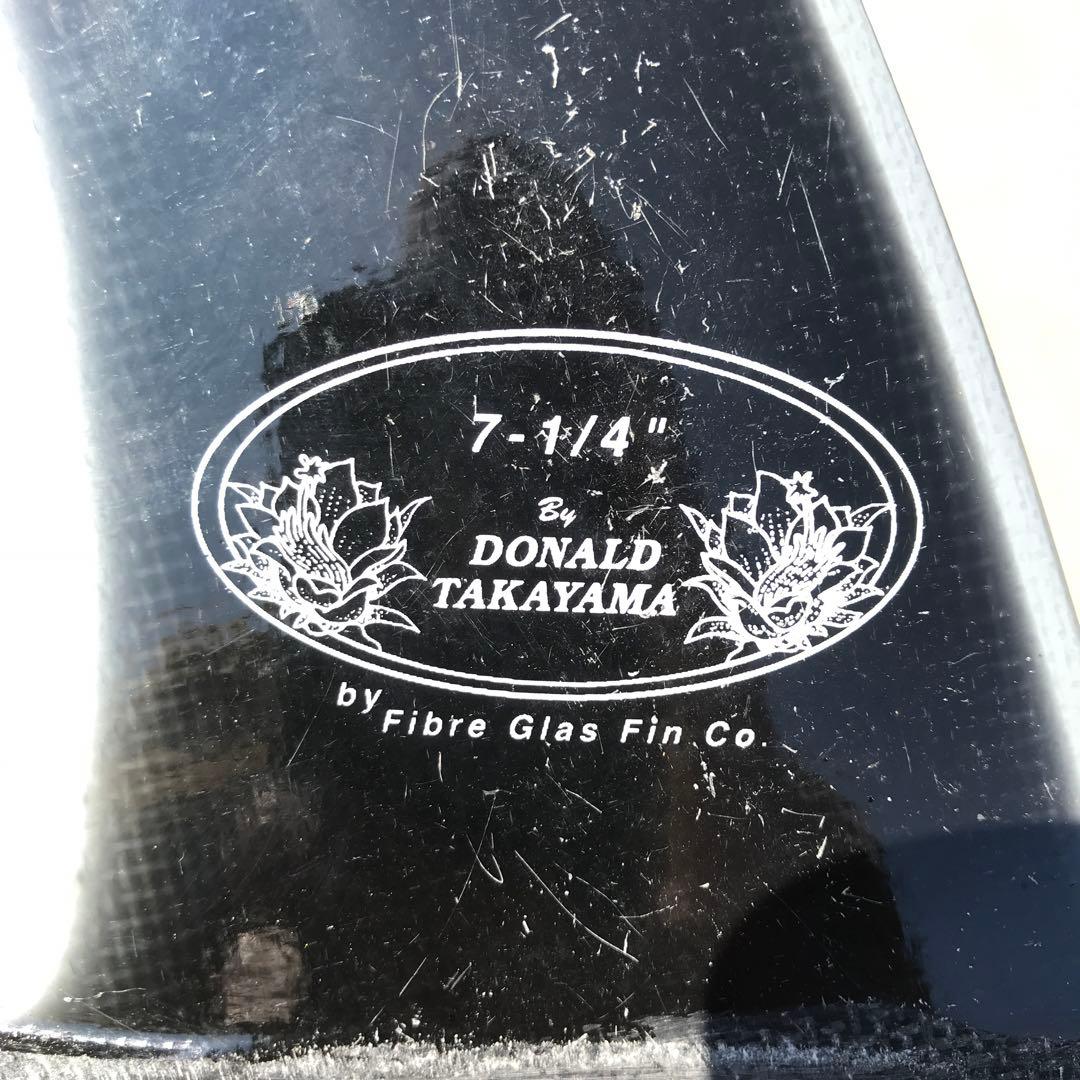 7-1/4"
By
DONALD
TAKAYAMA
by Fibre Glas Fin Co.